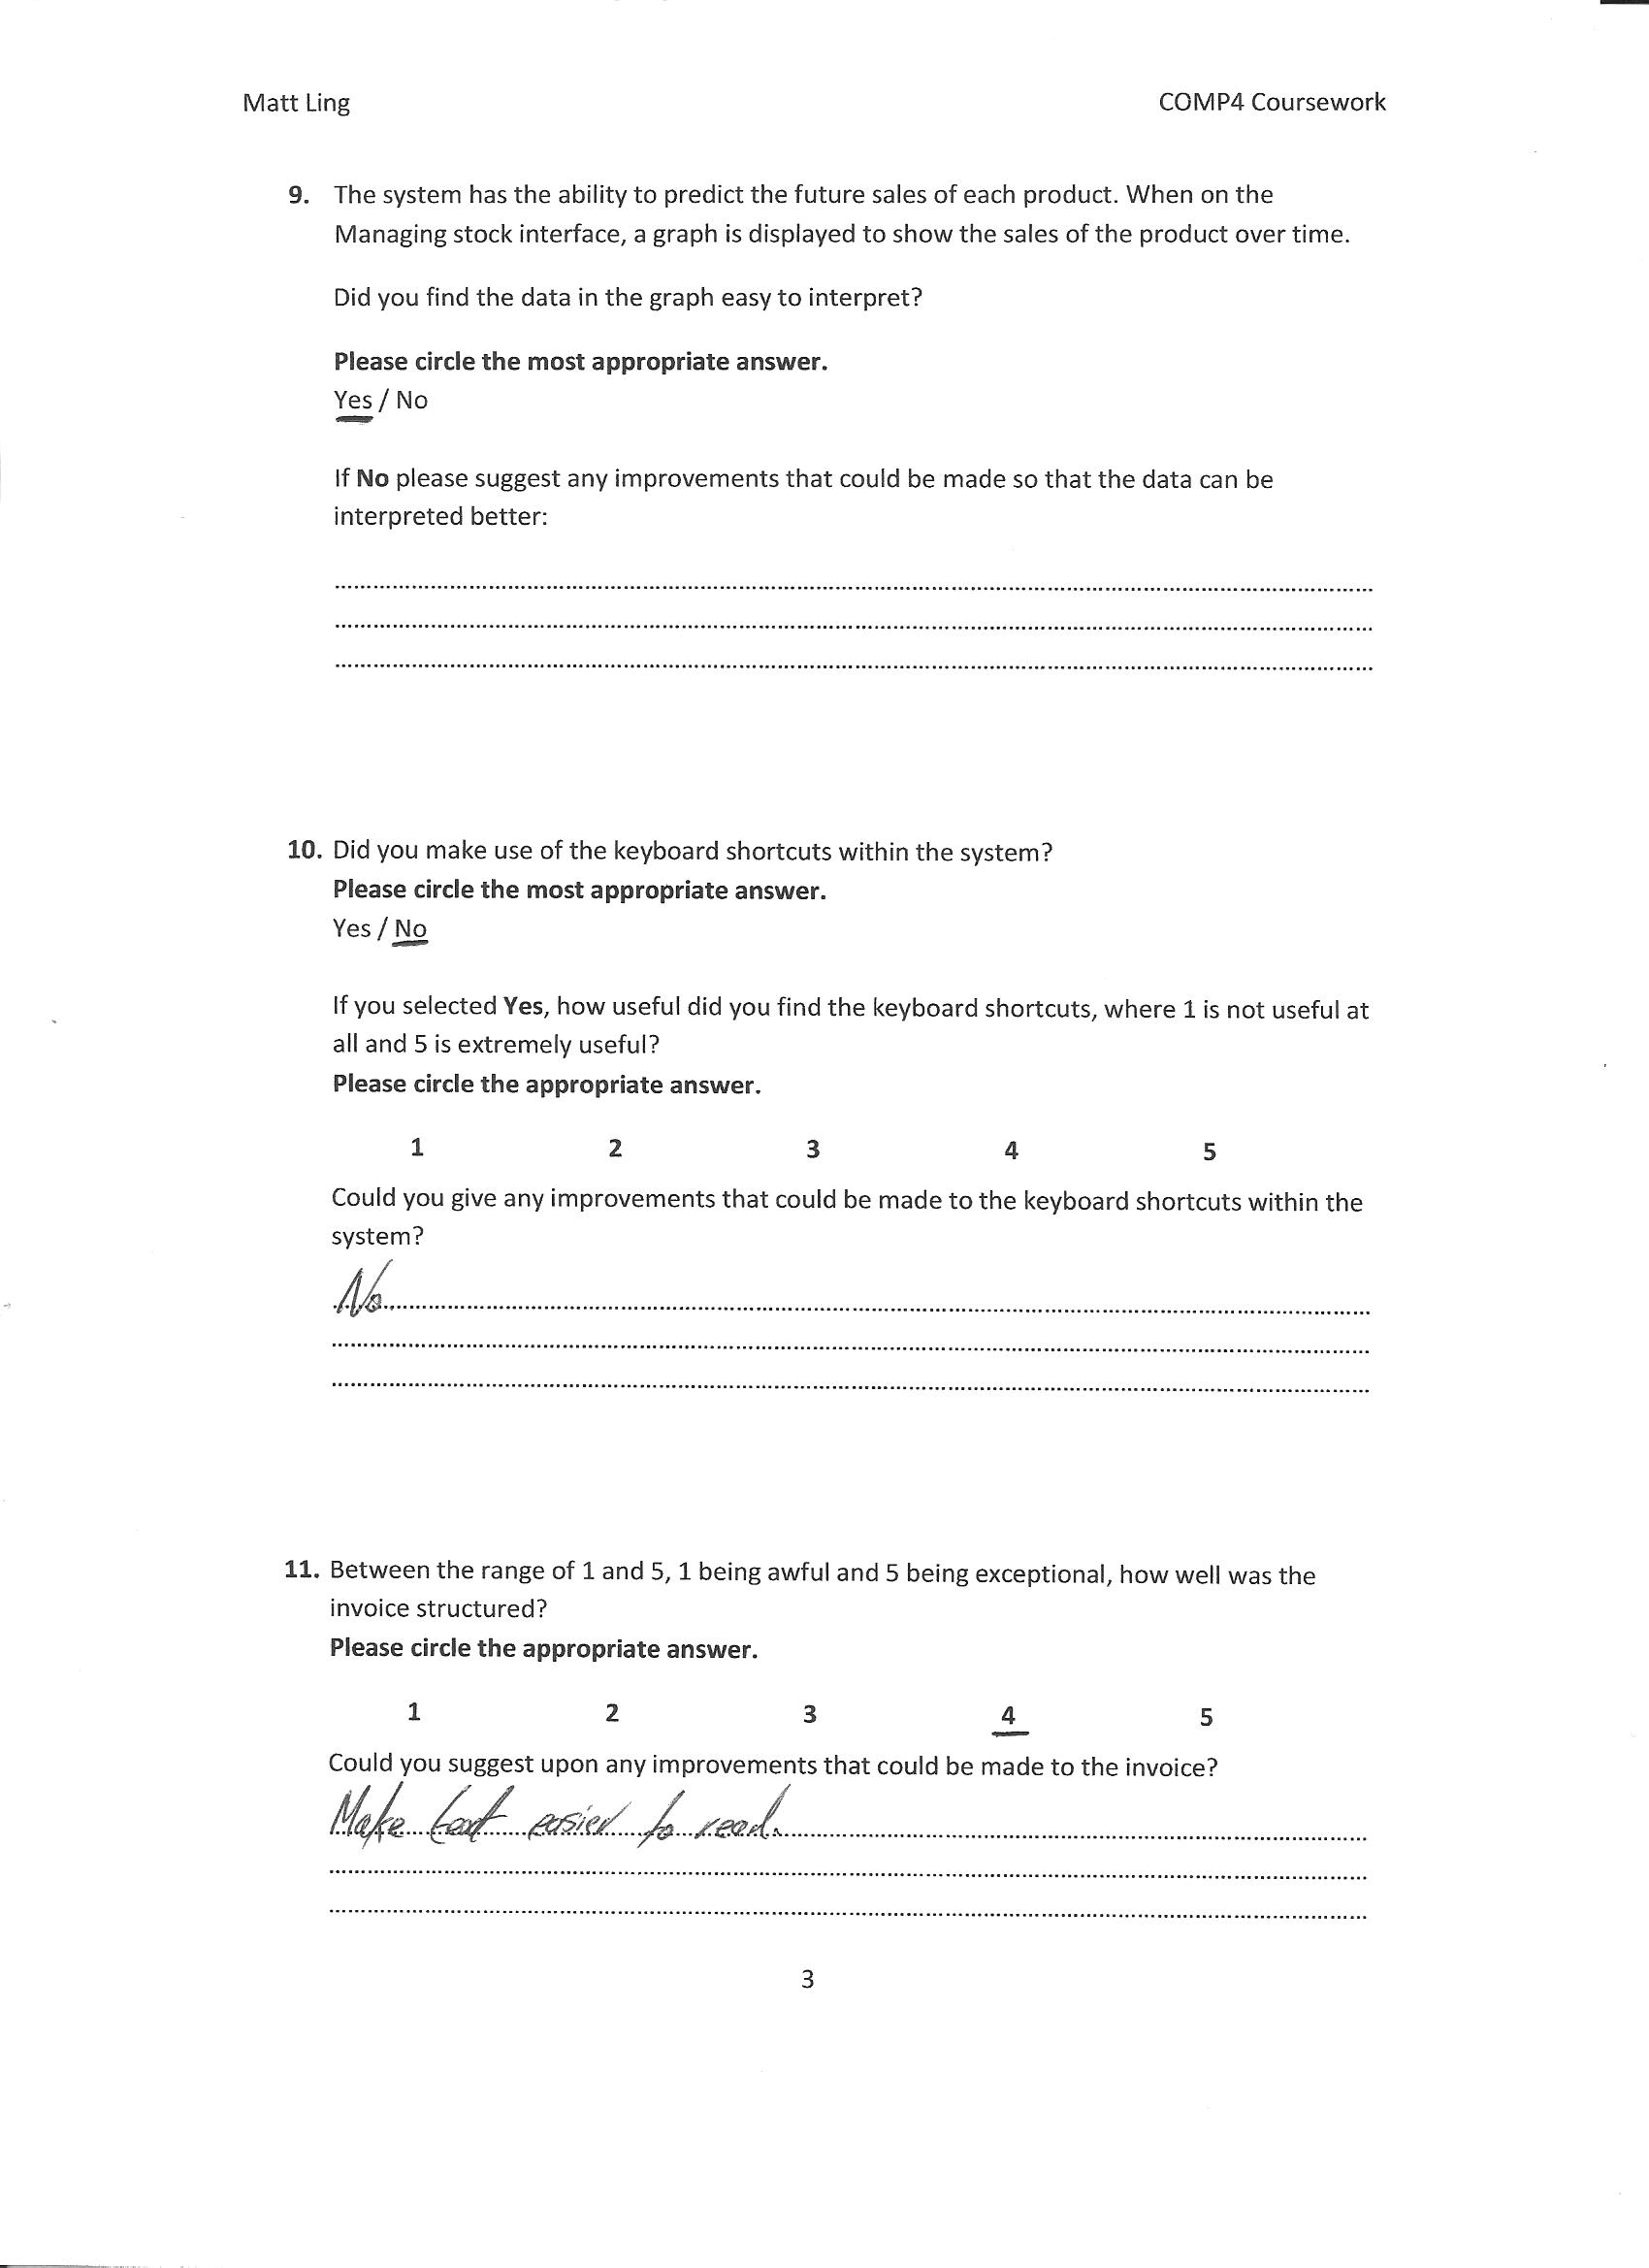 Matt Ling
COMP4 Coursework
9. The system has the ability to predict the future sales of each product. When on the
Managing stock interface, a graph is displayed to show the sales of the product over time.
Did you find the data in the graph easy to interpret?
Please circle the most appropriate answer.
Yes / No
If No please suggest any improvements that could be made so that the data can be
interpreted better:
10. Did you make use of the keyboard shortcuts within the system?
Please circle the most appropriate answer.
Yes / No
If you selected Yes, how useful did you find the keyboard shortcuts, where 1 is not useful at
all and 5 is extremely useful?
Please circle the appropriate answer.
1 2 3 4 5
Could you give any improvements that could be made to the keyboard shortcuts within the
system?
No.
11. Between the range of 1 and 5, 1 being awful and 5 being exceptional, how well was the
invoice structured?
Please circle the appropriate answer.
1 2 3 4 5
Could you suggest upon any improvements that could be made to the invoice?
Make text easier to read.
3